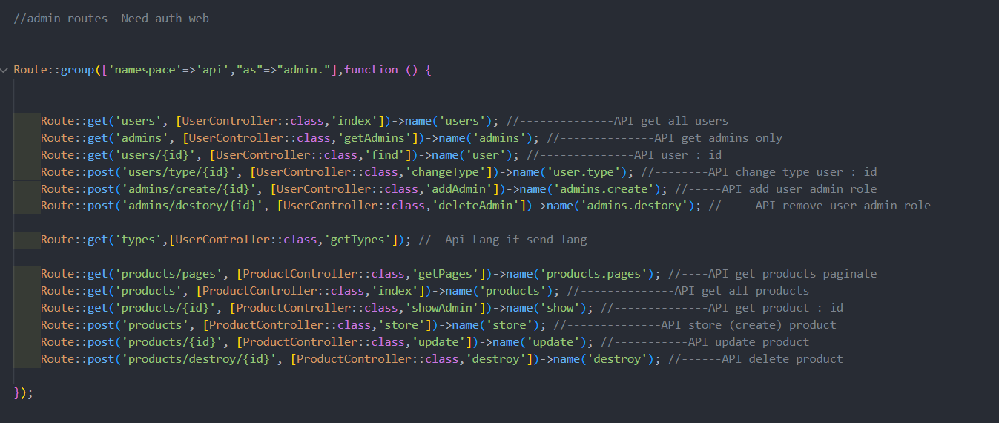 //admin routes  Need auth web
Route::group(['namespace'=>'api',"as"=>"admin."],function () {
Route::get('users', [UserController::class,'index'])->name('users'); //--------------API get all users
Route::get('admins', [UserController::class,'getAdmins'])->name('admins'); //--------------API get admins only
Route::get('users/{id}', [UserController::class,'find'])->name('user'); //--------------API user : id
Route::post('users/type/{id}', [UserController::class,'changeType'])->name('user.type'); //--------API change type user : id
Route::post('admins/create/{id}', [UserController::class,'addAdmin'])->name('admins.create'); //-----API add user admin role
Route::post('admins/destory/{id}', [UserController::class,'deleteAdmin'])->name('admins.destory'); //-----API remove user admin role
Route::get('types',[UserController::class,'getTypes']); //--Api Lang if send lang
Route::get('products/pages', [ProductController::class,'getPages'])->name('products.pages'); //----API get products paginate
Route::get('products', [ProductController::class,'index'])->name('products'); //--------------API get all products
Route::get('products/{id}', [ProductController::class,'showAdmin'])->name('show'); //--------------API get product : id
Route::post('products', [ProductController::class,'store'])->name('store'); //--------------API store (create) product
Route::post('products/{id}', [ProductController::class,'update'])->name('update'); //-----------API update product
Route::post('products/destroy/{id}', [ProductController::class,'destroy'])->name('destroy'); //------API delete product
});